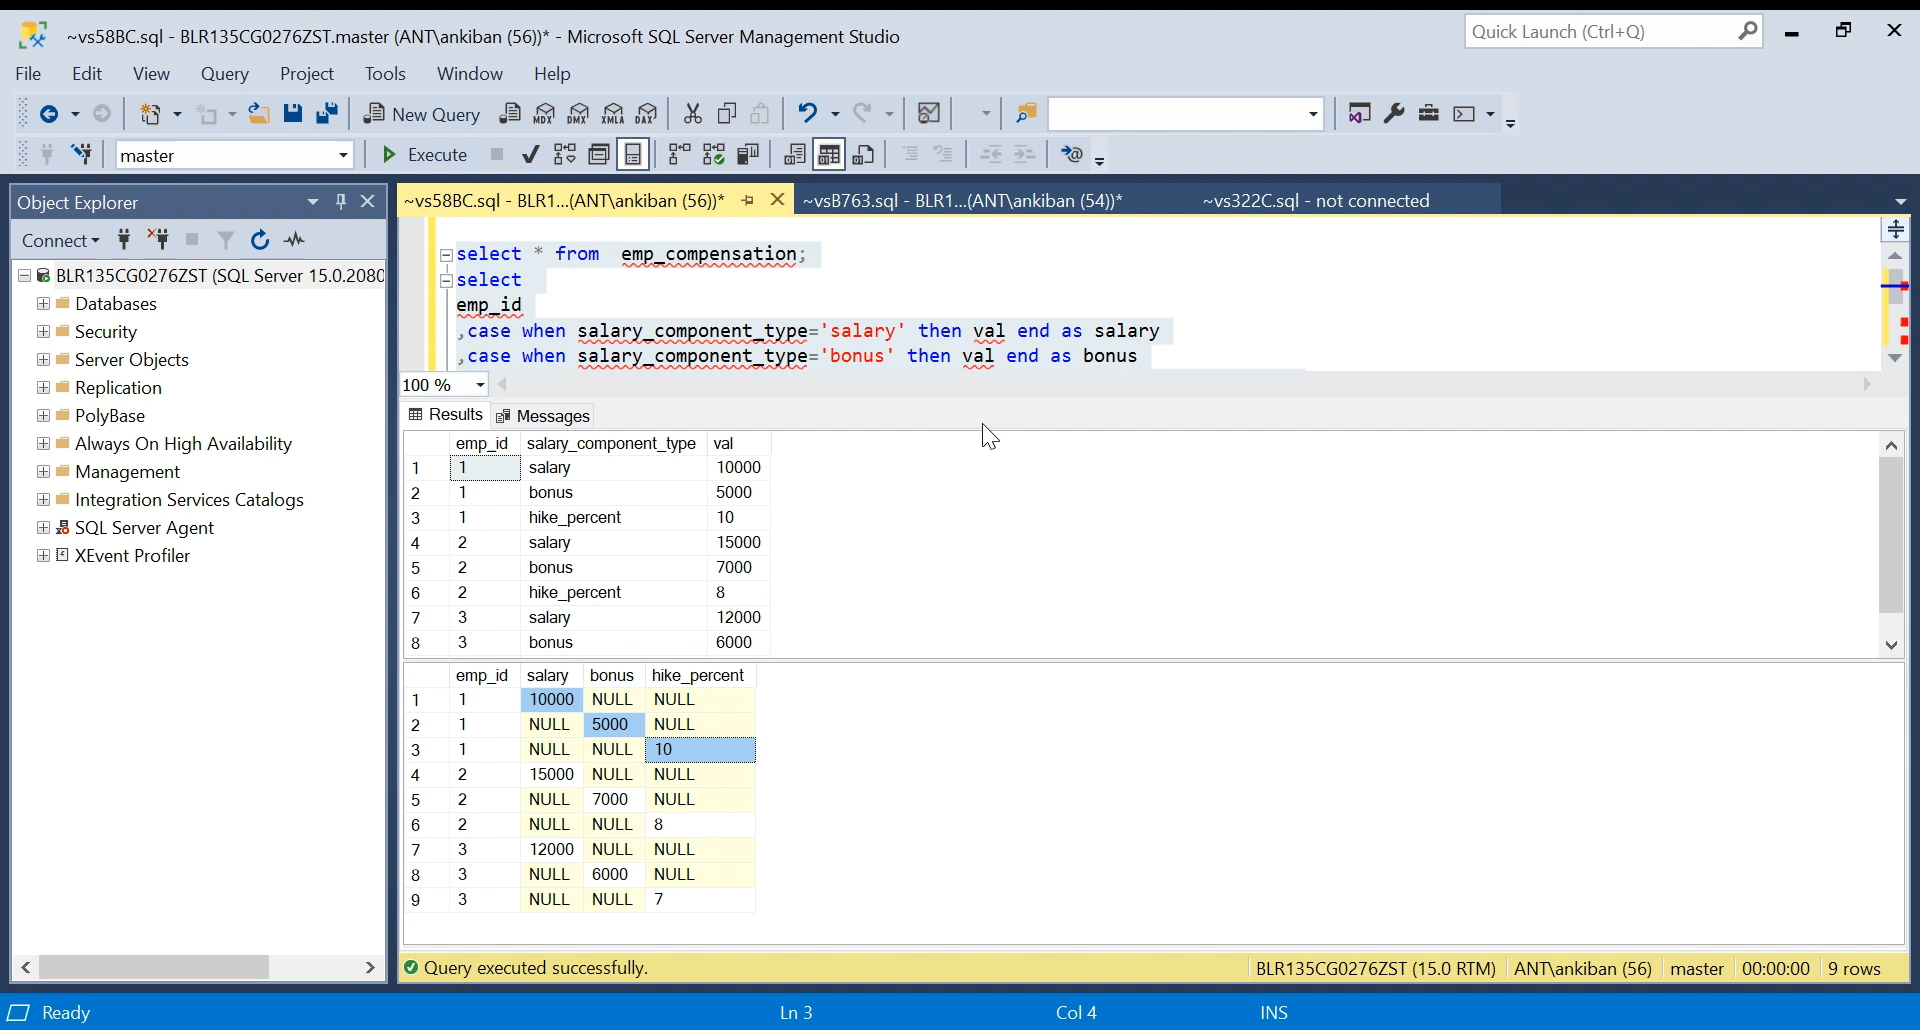 ~vs58BC.sql - BLR135CG0276ZST.master (ANT\ankiban (56))* - Microsoft SQL Server Management Studio
Quick Launch (Ctrl+Q)
File Edit View Query Project Tools Window Help
New Query MDX DMX XMLA DAX
master Execute
Object Explorer
~vs58BC.sql - BLR1...(ANT\ankiban (56))* ~vsB763.sql - BLR1...(ANT\ankiban (54))* ~vs322C.sql - not connected
Connect
BLR135CG0276ZST (SQL Server 15.0.2080
Databases
Security
Server Objects
Replication
PolyBase
Always On High Availability
Management
Integration Services Catalogs
SQL Server Agent
XEvent Profiler
select * from emp_compensation;
select
emp_id
,case when salary_component_type='salary' then val end as salary
,case when salary_component_type='bonus' then val end as bonus
100 %
Results Messages
emp_id salary_component_type val
1 1 salary 10000
2 1 bonus 5000
3 1 hike_percent 10
4 2 salary 15000
5 2 bonus 7000
6 2 hike_percent 8
7 3 salary 12000
8 3 bonus 6000
emp_id salary bonus hike_percent
1 1 10000 NULL NULL
2 1 NULL 5000 NULL
3 1 NULL NULL 10
4 2 15000 NULL NULL
5 2 NULL 7000 NULL
6 2 NULL NULL 8
7 3 12000 NULL NULL
8 3 NULL 6000 NULL
9 3 NULL NULL 7
Query executed successfully. BLR135CG0276ZST (15.0 RTM) ANT\ankiban (56) master 00:00:00 9 rows
Ready Ln 3 Col 4 INS